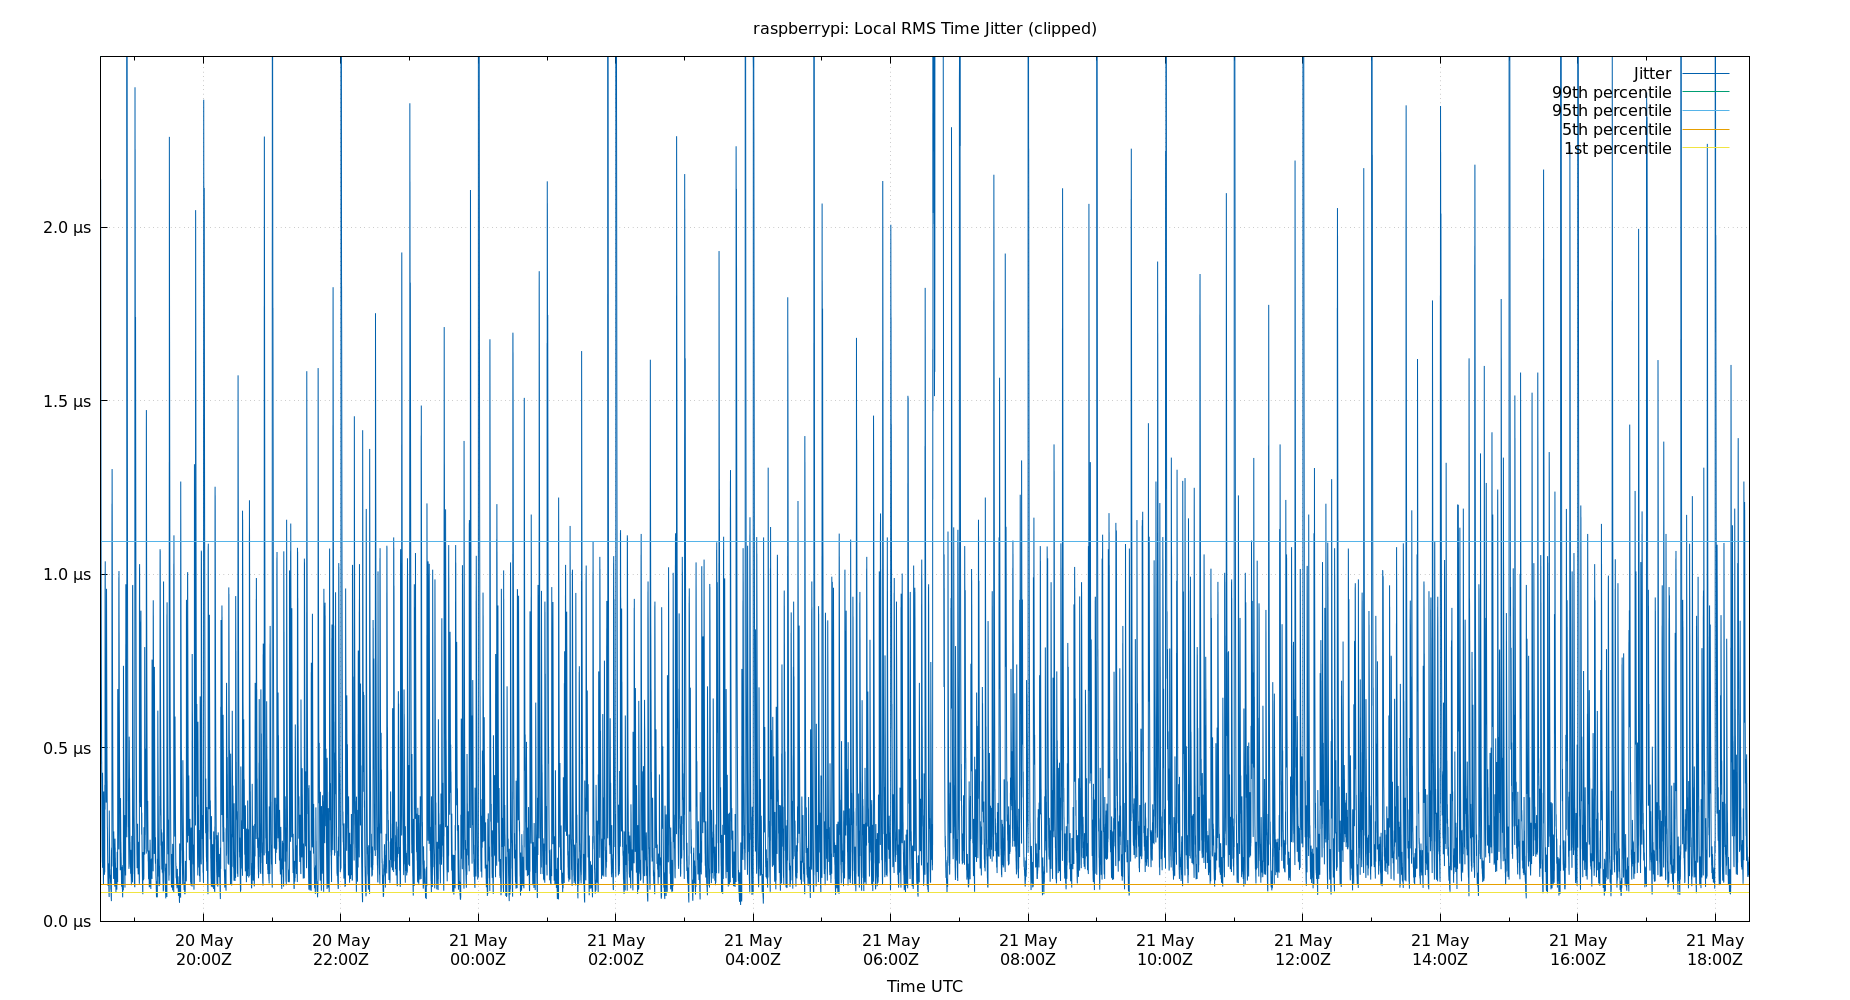 raspberrypi: Local RMS Time Jitter (clipped)
Jitter
99th percentile
95th percentile
5th percentile
1st percentile
2.0 µs
1.5 µs
1.0 µs
0.5 µs
0.0 µs
20 May 20 May 21 May 21 May 21 May 21 May 21 May 21 May 21 May 21 May 21 May 21 May
20:00Z 22:00Z 00:00Z 02:00Z 04:00Z 06:00Z 08:00Z 10:00Z 12:00Z 14:00Z 16:00Z 18:00Z
Time UTC